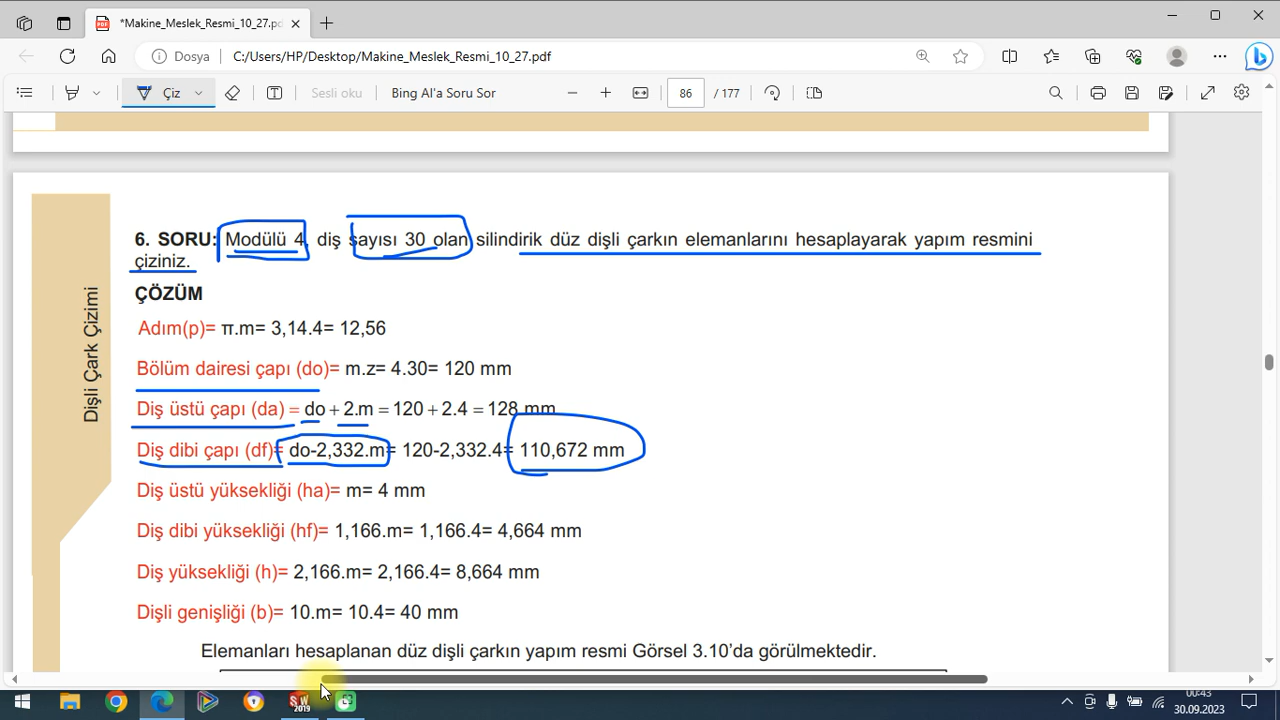 *Makine_Meslek_Resmi_10_27.pd
Dosya C:/Users/HP/Desktop/Makine_Meslek_Resmi_10_27.pdf
Çiz Sesli oku Bing AI'a Soru Sor 86 / 177
Dişli Çark Çizimi
6. SORU: Modülü 4, diş sayısı 30 olan silindirik düz dişli çarkın elemanlarını hesaplayarak yapım resmini
çiziniz.
ÇÖZÜM
Adım(p)= π.m= 3,14.4= 12,56
Bölüm dairesi çapı (do)= m.z= 4.30= 120 mm
Diş üstü çapı (da) = do + 2.m = 120 + 2.4 = 128 mm
Diş dibi çapı (df)= do-2,332.m= 120-2,332.4= 110,672 mm
Diş üstü yüksekliği (ha)= m= 4 mm
Diş dibi yüksekliği (hf)= 1,166.m= 1,166.4= 4,664 mm
Diş yüksekliği (h)= 2,166.m= 2,166.4= 8,664 mm
Dişli genişliği (b)= 10.m= 10.4= 40 mm
Elemanları hesaplanan düz dişli çarkın yapım resmi Görsel 3.10'da görülmektedir.
SW
2019
00:43
30.09.2023